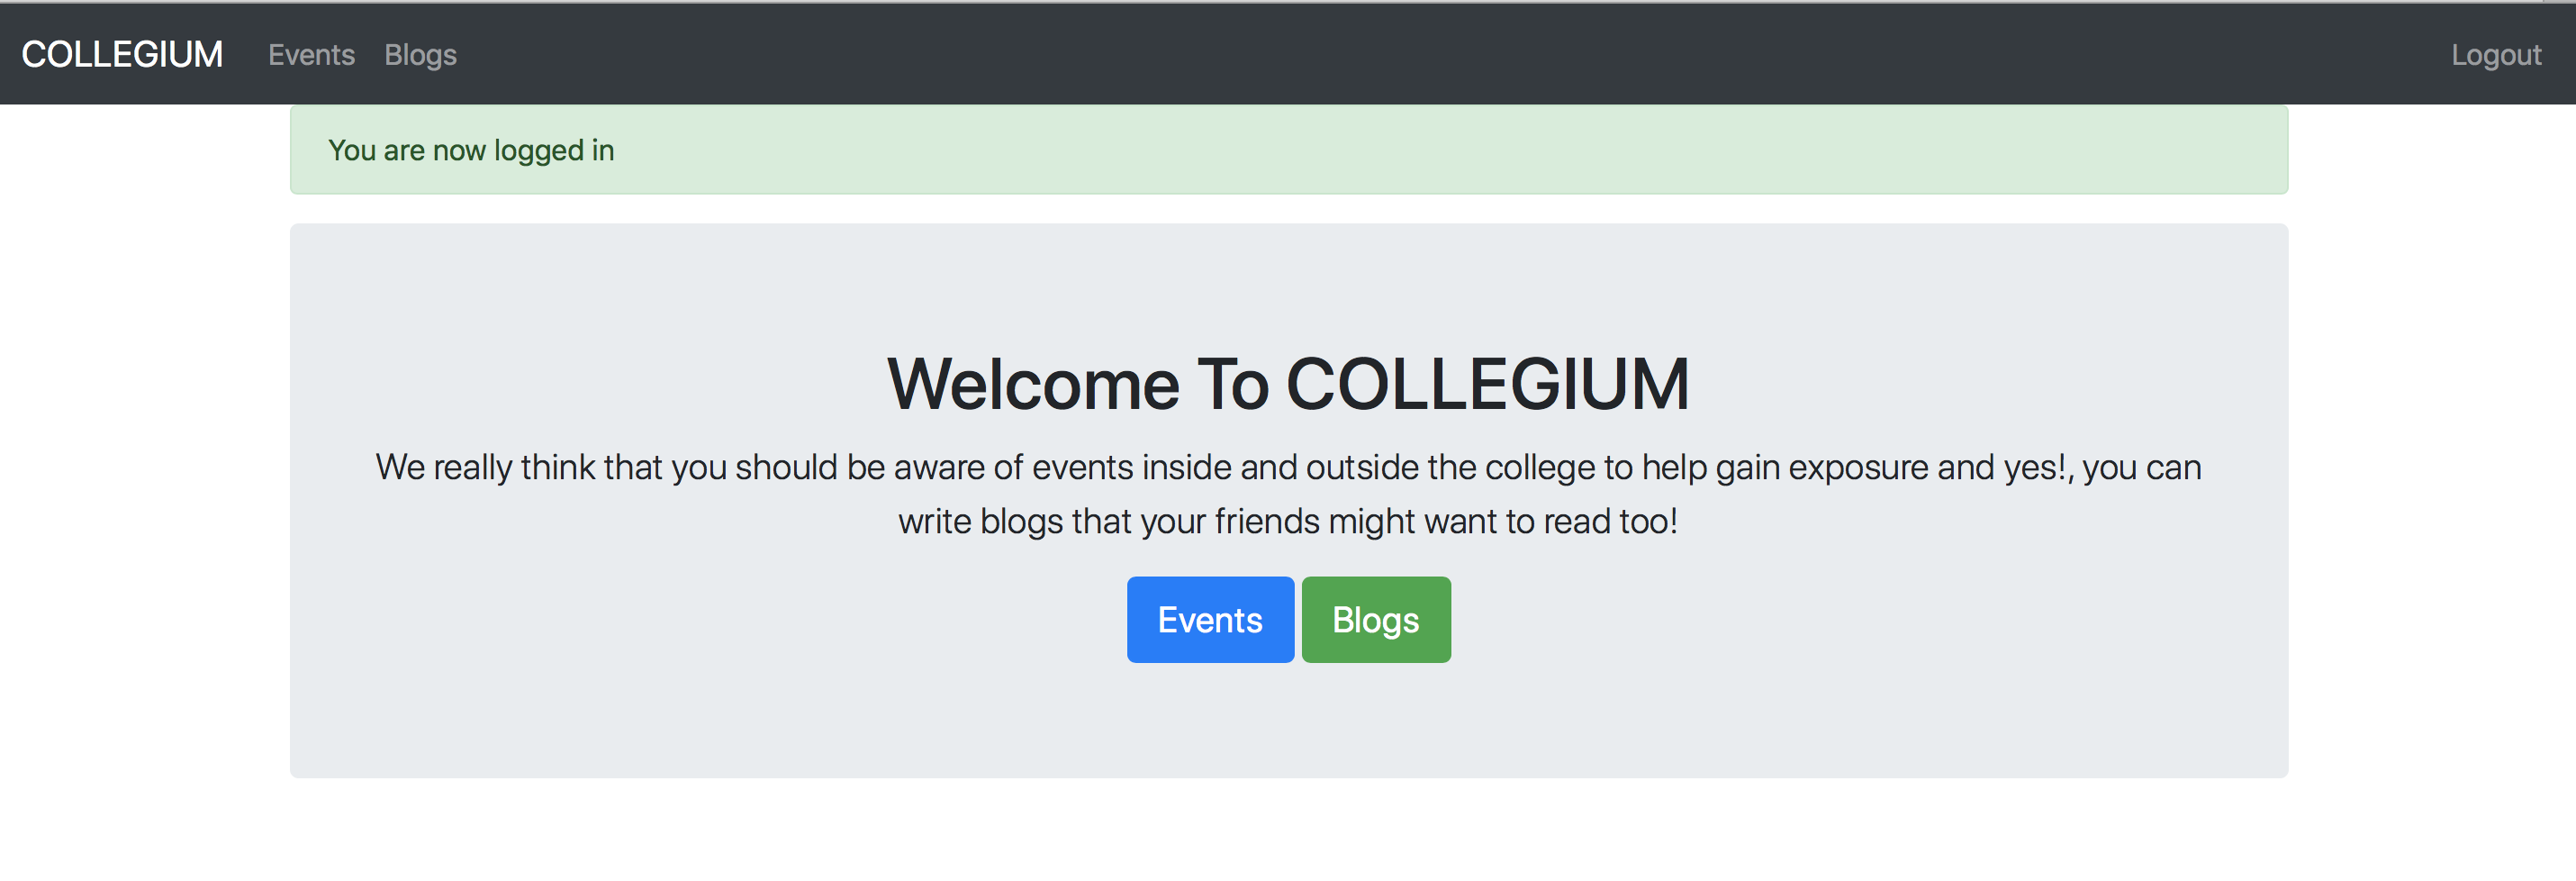 COLLEGIUM Events Blogs Logout
You are now logged in
Welcome To COLLEGIUM
We really think that you should be aware of events inside and outside the college to help gain exposure and yes!, you can
write blogs that your friends might want to read too!
Events Blogs